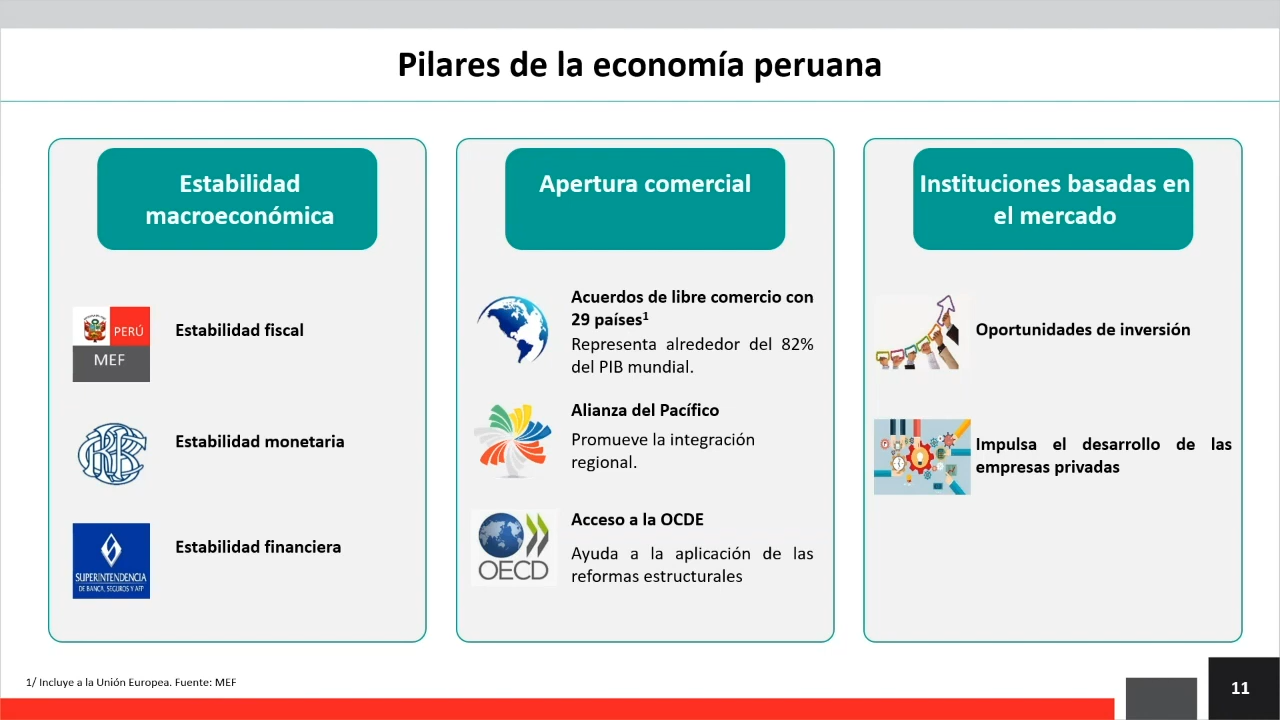 Pilares de la economía peruana
Estabilidad
macroeconómica
PERÚ
MEF
Estabilidad fiscal
Estabilidad monetaria
SUPERINTENDENCIA
DE BANCA, SEGUROS Y AFP
Estabilidad financiera
Apertura comercial
Acuerdos de libre comercio con
29 países¹
Representa alrededor del 82%
del PIB mundial.
Alianza del Pacífico
Promueve la integración
regional.
OECD
Acceso a la OCDE
Ayuda a la aplicación de las
reformas estructurales
Instituciones basadas en
el mercado
Oportunidades de inversión
Impulsa el desarrollo de las
empresas privadas
1/ Incluye a la Unión Europea. Fuente: MEF
11